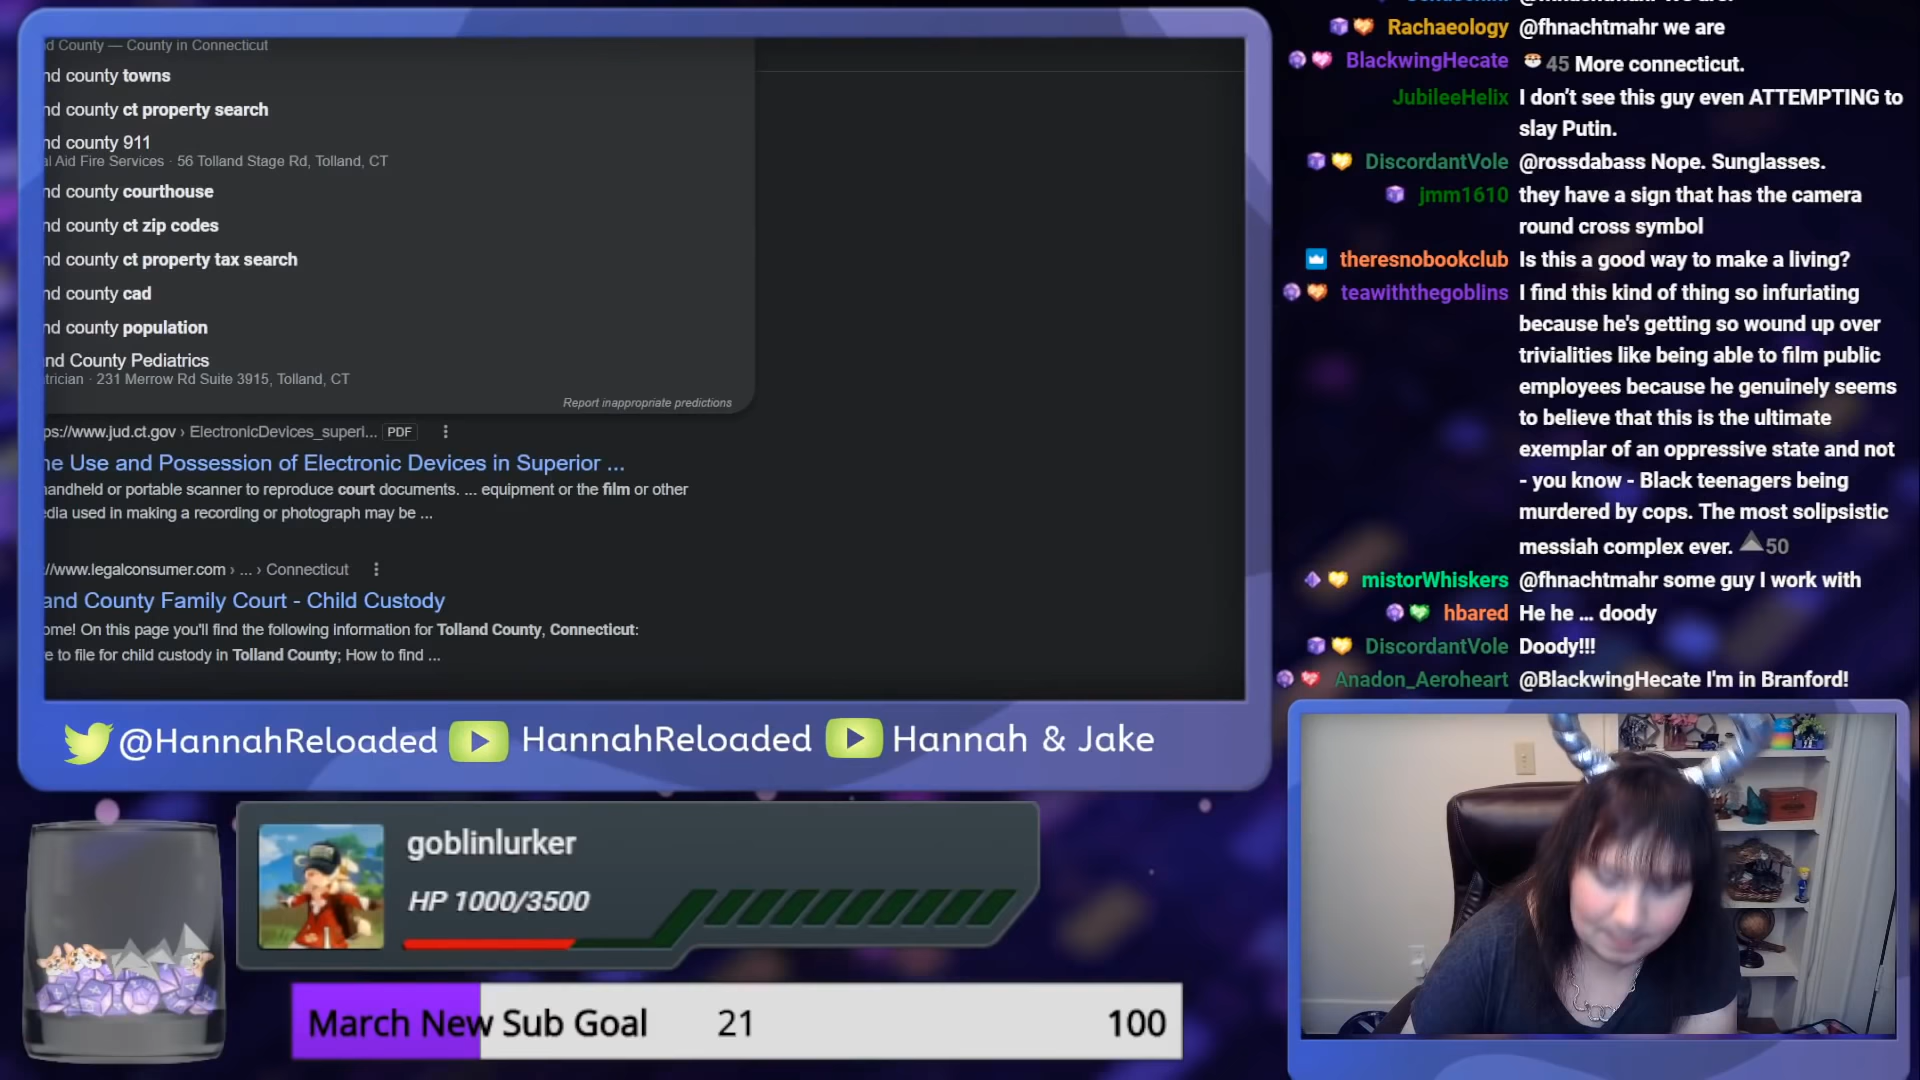 d County — County in Connecticut
nd county towns
nd county ct property search
nd county 911
al Aid Fire Services · 56 Tolland Stage Rd, Tolland, CT
nd county courthouse
nd county ct zip codes
nd county ct property tax search
nd county cad
nd county population
nd County Pediatrics
trician · 231 Merrow Rd Suite 3915, Tolland, CT
Report inappropriate predictions
ps://www.jud.ct.gov › ElectronicDevices_superi... PDF
he Use and Possession of Electronic Devices in Superior ...
handheld or portable scanner to reproduce court documents. ... equipment or the film or other
edia used in making a recording or photograph may be ...
://www.legalconsumer.com › ... › Connecticut
and County Family Court - Child Custody
ome! On this page you'll find the following information for Tolland County, Connecticut:
e to file for child custody in Tolland County; How to find ...
@HannahReloaded HannahReloaded Hannah & Jake
goblinlurker
HP 1000/3500
March New Sub Goal 21 100
Rachaeology @fhnachtmahr we are
BlackwingHecate 45 More connecticut.
JubileeHelix I don't see this guy even ATTEMPTING to
slay Putin.
DiscordantVole @rossdabass Nope. Sunglasses.
jmm1610 they have a sign that has the camera
round cross symbol
theresnobookclub Is this a good way to make a living?
teawiththegoblins I find this kind of thing so infuriating
because he's getting so wound up over
trivialities like being able to film public
employees because he genuinely seems
to believe that this is the ultimate
exemplar of an oppressive state and not
- you know - Black teenagers being
murdered by cops. The most solipsistic
messiah complex ever. 50
mistorWhiskers @fhnachtmahr some guy I work with
hbared He he ... doody
DiscordantVole Doody!!!
Anadon_Aeroheart @BlackwingHecate I'm in Branford!